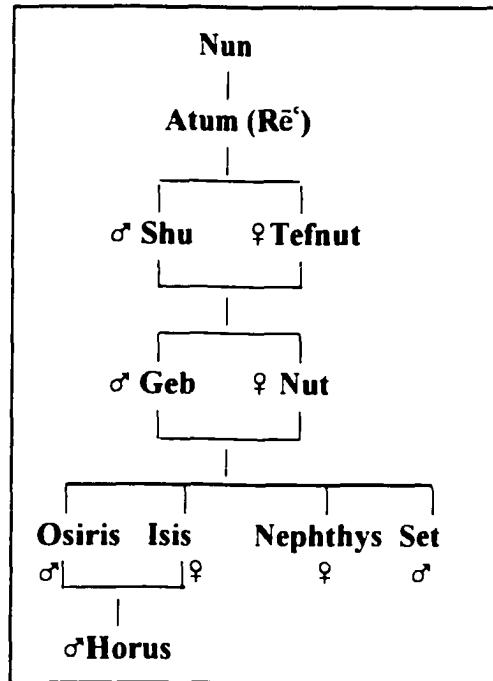 Nun
Atum (Rēʿ)
♂ Shu ♀ Tefnut
♂ Geb ♀ Nut
Osiris Isis Nephthys Set
♂ ♀ ♀ ♂
♂Horus